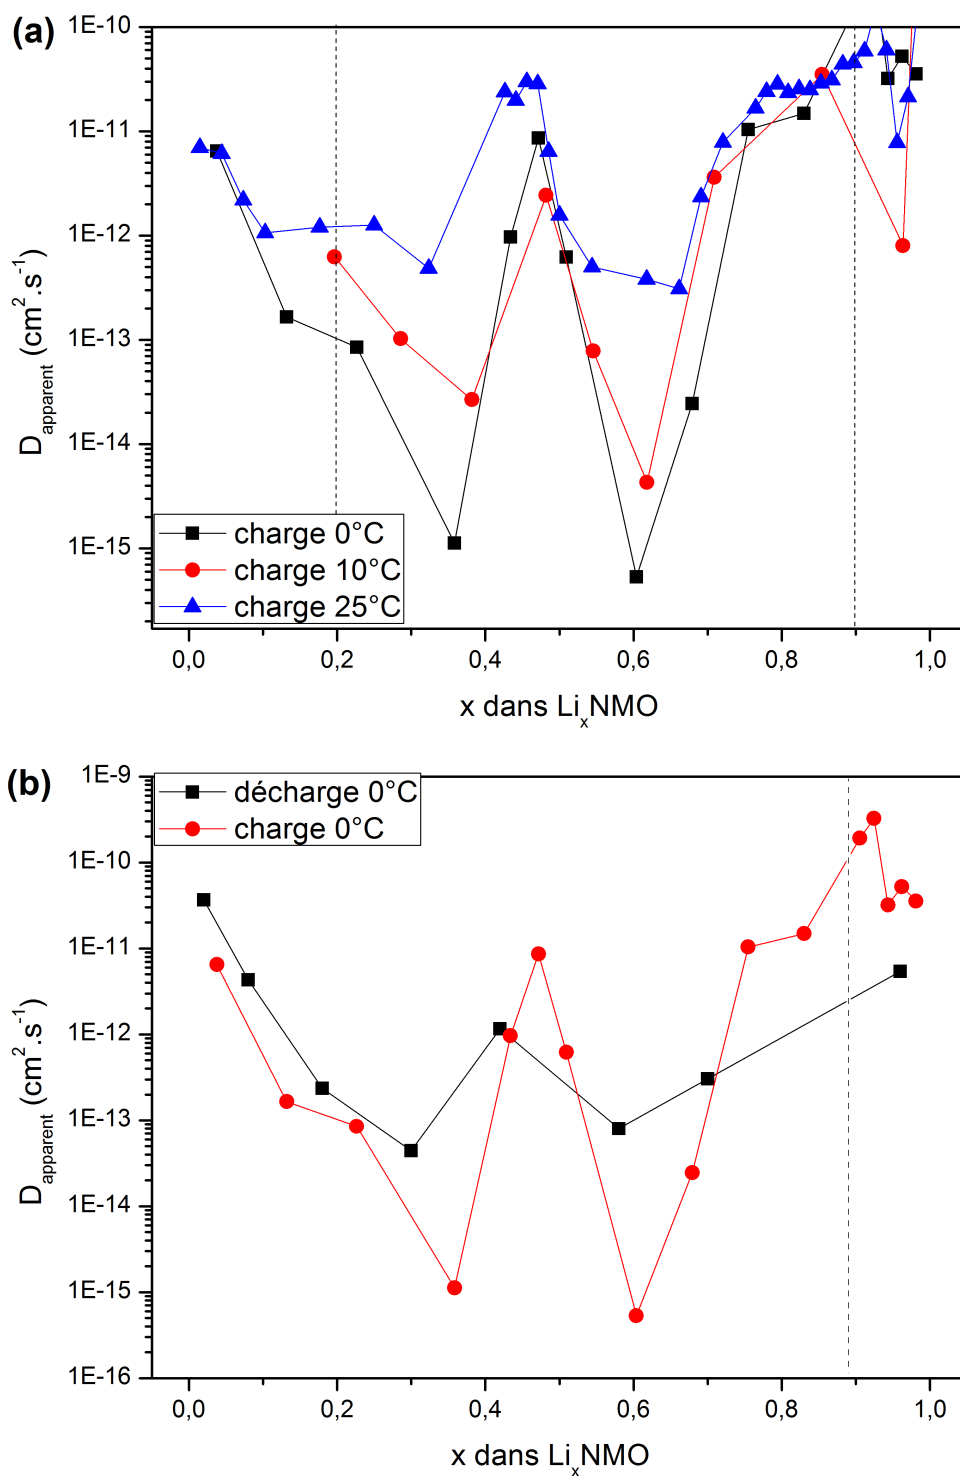 (a)
1E-10
1E-11
1E-12
1E-13
1E-14
1E-15
D_apparent (cm².s⁻¹)
charge 0°C
charge 10°C
charge 25°C
0,0 0,2 0,4 0,6 0,8 1,0
x dans LiₓNMO
(b)
1E-9
1E-10
1E-11
1E-12
1E-13
1E-14
1E-15
1E-16
D_apparent (cm².s⁻¹)
décharge 0°C
charge 0°C
0,0 0,2 0,4 0,6 0,8 1,0
x dans LiₓNMO